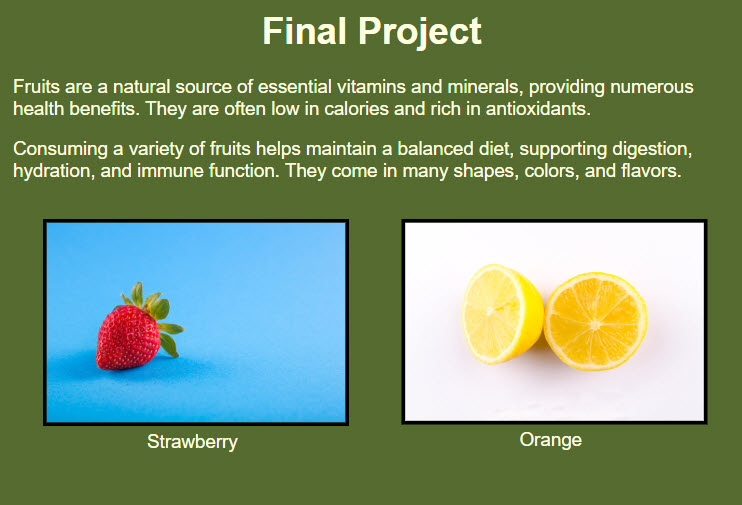 Final Project
Fruits are a natural source of essential vitamins and minerals, providing numerous
health benefits. They are often low in calories and rich in antioxidants.
Consuming a variety of fruits helps maintain a balanced diet, supporting digestion,
hydration, and immune function. They come in many shapes, colors, and flavors.
Strawberry
Orange